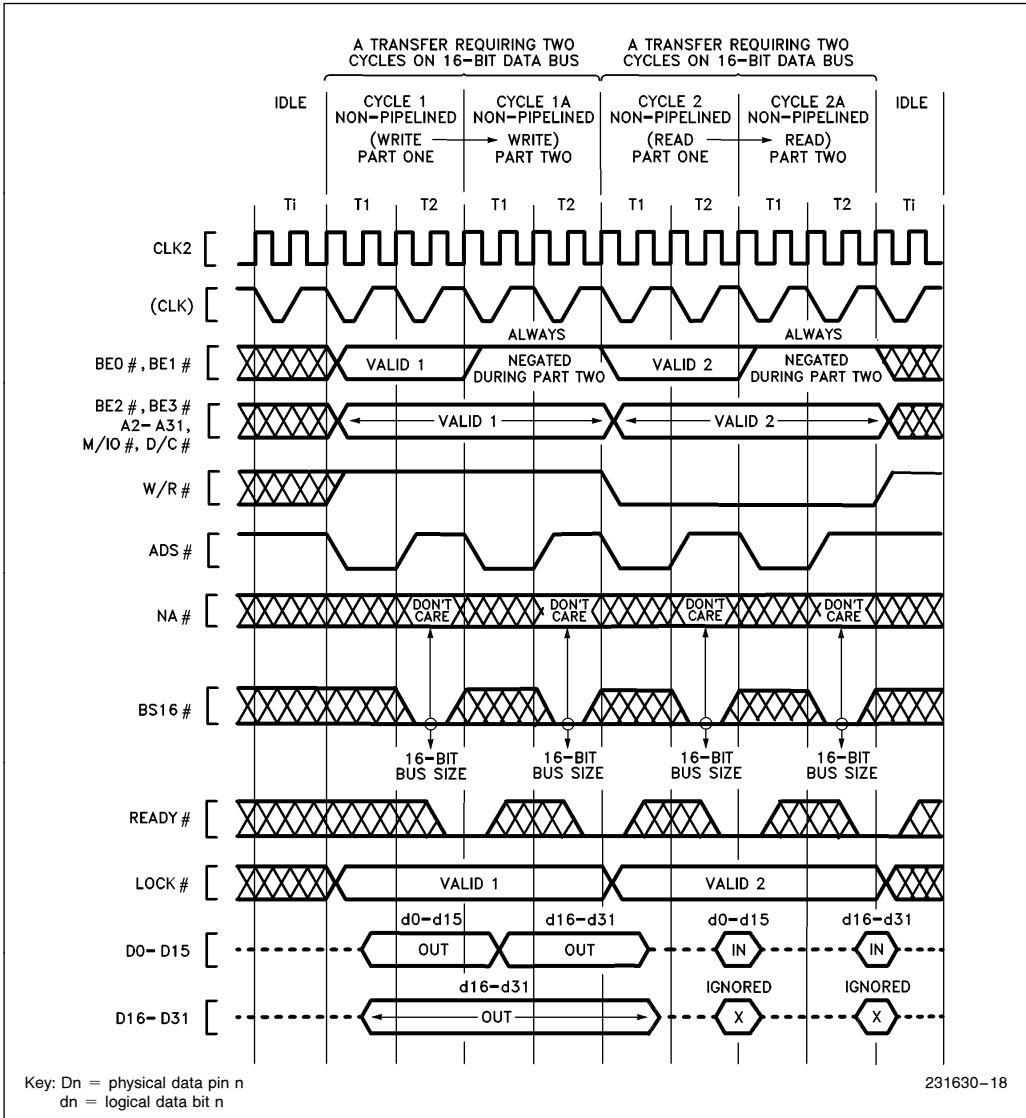 A TRANSFER REQUIRING TWO
CYCLES ON 16-BIT DATA BUS
A TRANSFER REQUIRING TWO
CYCLES ON 16-BIT DATA BUS
IDLE
CYCLE 1
NON-PIPELINED
(WRITE
PART ONE
CYCLE 1A
NON-PIPELINED
WRITE)
PART TWO
CYCLE 2
NON-PIPELINED
(READ
PART ONE
CYCLE 2A
NON-PIPELINED
READ)
PART TWO
IDLE
Ti T1 T2 T1 T2 T1 T2 T1 T2 Ti
CLK2
(CLK)
ALWAYS ALWAYS
BE0#, BE1#
VALID 1
NEGATED
DURING PART TWO
VALID 2
NEGATED
DURING PART TWO
BE2#, BE3#
A2-A31,
M/IO#, D/C#
VALID 1 VALID 2
W/R#
ADS#
NA#
DON'T
CARE
DON'T
CARE
DON'T
CARE
DON'T
CARE
BS16#
16-BIT
BUS SIZE
16-BIT
BUS SIZE
16-BIT
BUS SIZE
16-BIT
BUS SIZE
READY#
LOCK# VALID 1 VALID 2
d0-d15 d16-d31 d0-d15 d16-d31
D0-D15 OUT OUT IN IN
d16-d31 IGNORED IGNORED
D16-D31 OUT X X
Key: Dn = physical data pin n
dn = logical data bit n
231630-18